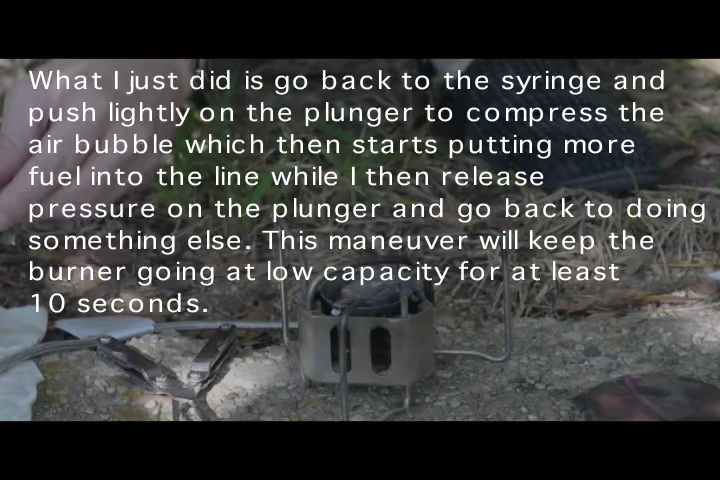 What I just did is go back to the syringe and
push lightly on the plunger to compress the
air bubble which then starts putting more
fuel into the line while I then release
pressure on the plunger and go back to doing
something else. This maneuver will keep the
burner going at low capacity for at least
10 seconds.